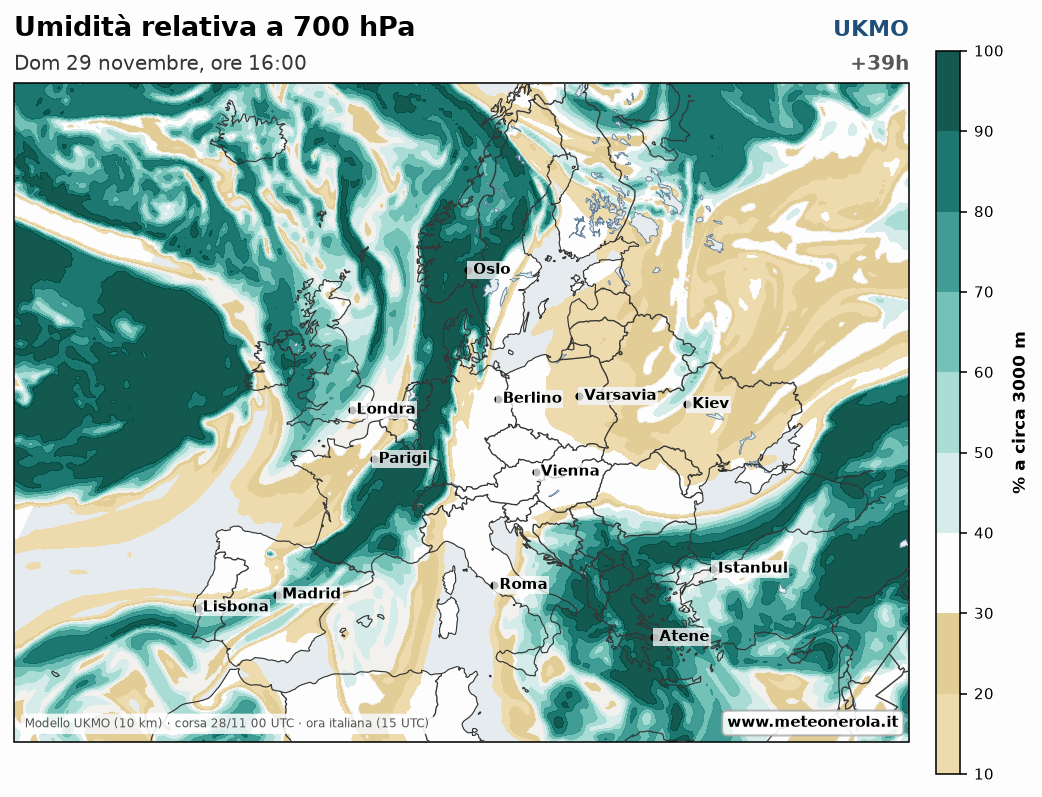 Umidità relativa a 700 hPa
UKMO
Dom 29 novembre, ore 16:00
+39h
Oslo
Londra
Berlino
Varsavia
Kiev
Parigi
Vienna
Istanbul
Roma
Madrid
Lisbona
Atene
Modello UKMO (10 km) · corsa 28/11 00 UTC · ora italiana (15 UTC)
www.meteonerola.it
100
90
80
70
60
50
40
30
20
10
% a circa 3000 m